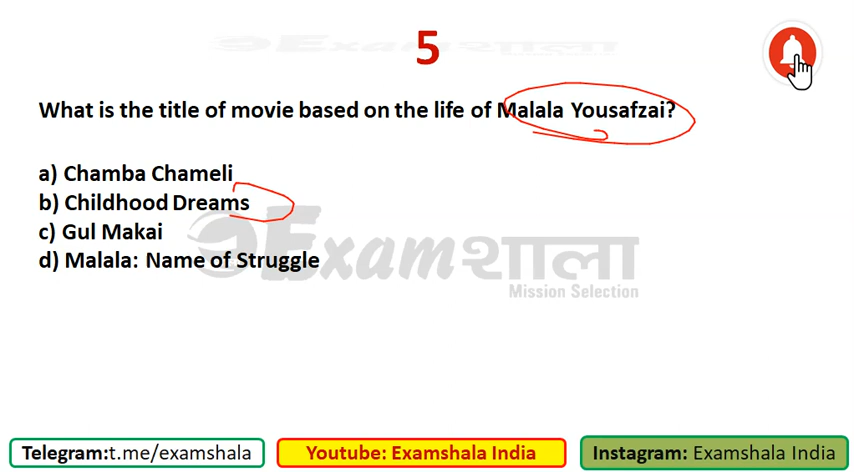 Examशाला
5
What is the title of movie based on the life of Malala Yousafzai?
a) Chamba Chameli
b) Childhood Dreams
c) Gul Makai
d) Malala: Name of Struggle
Examशाला
Mission Selection
Telegram:t.me/examshala
Youtube: Examshala India
Instagram: Examshala India